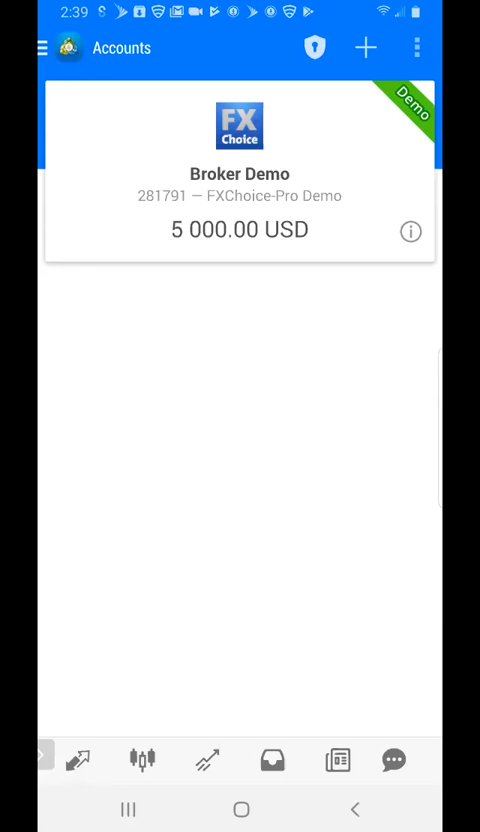 2:39
Accounts
Demo
FX
Choice
Broker Demo
281791 — FXChoice-Pro Demo
5 000.00 USD